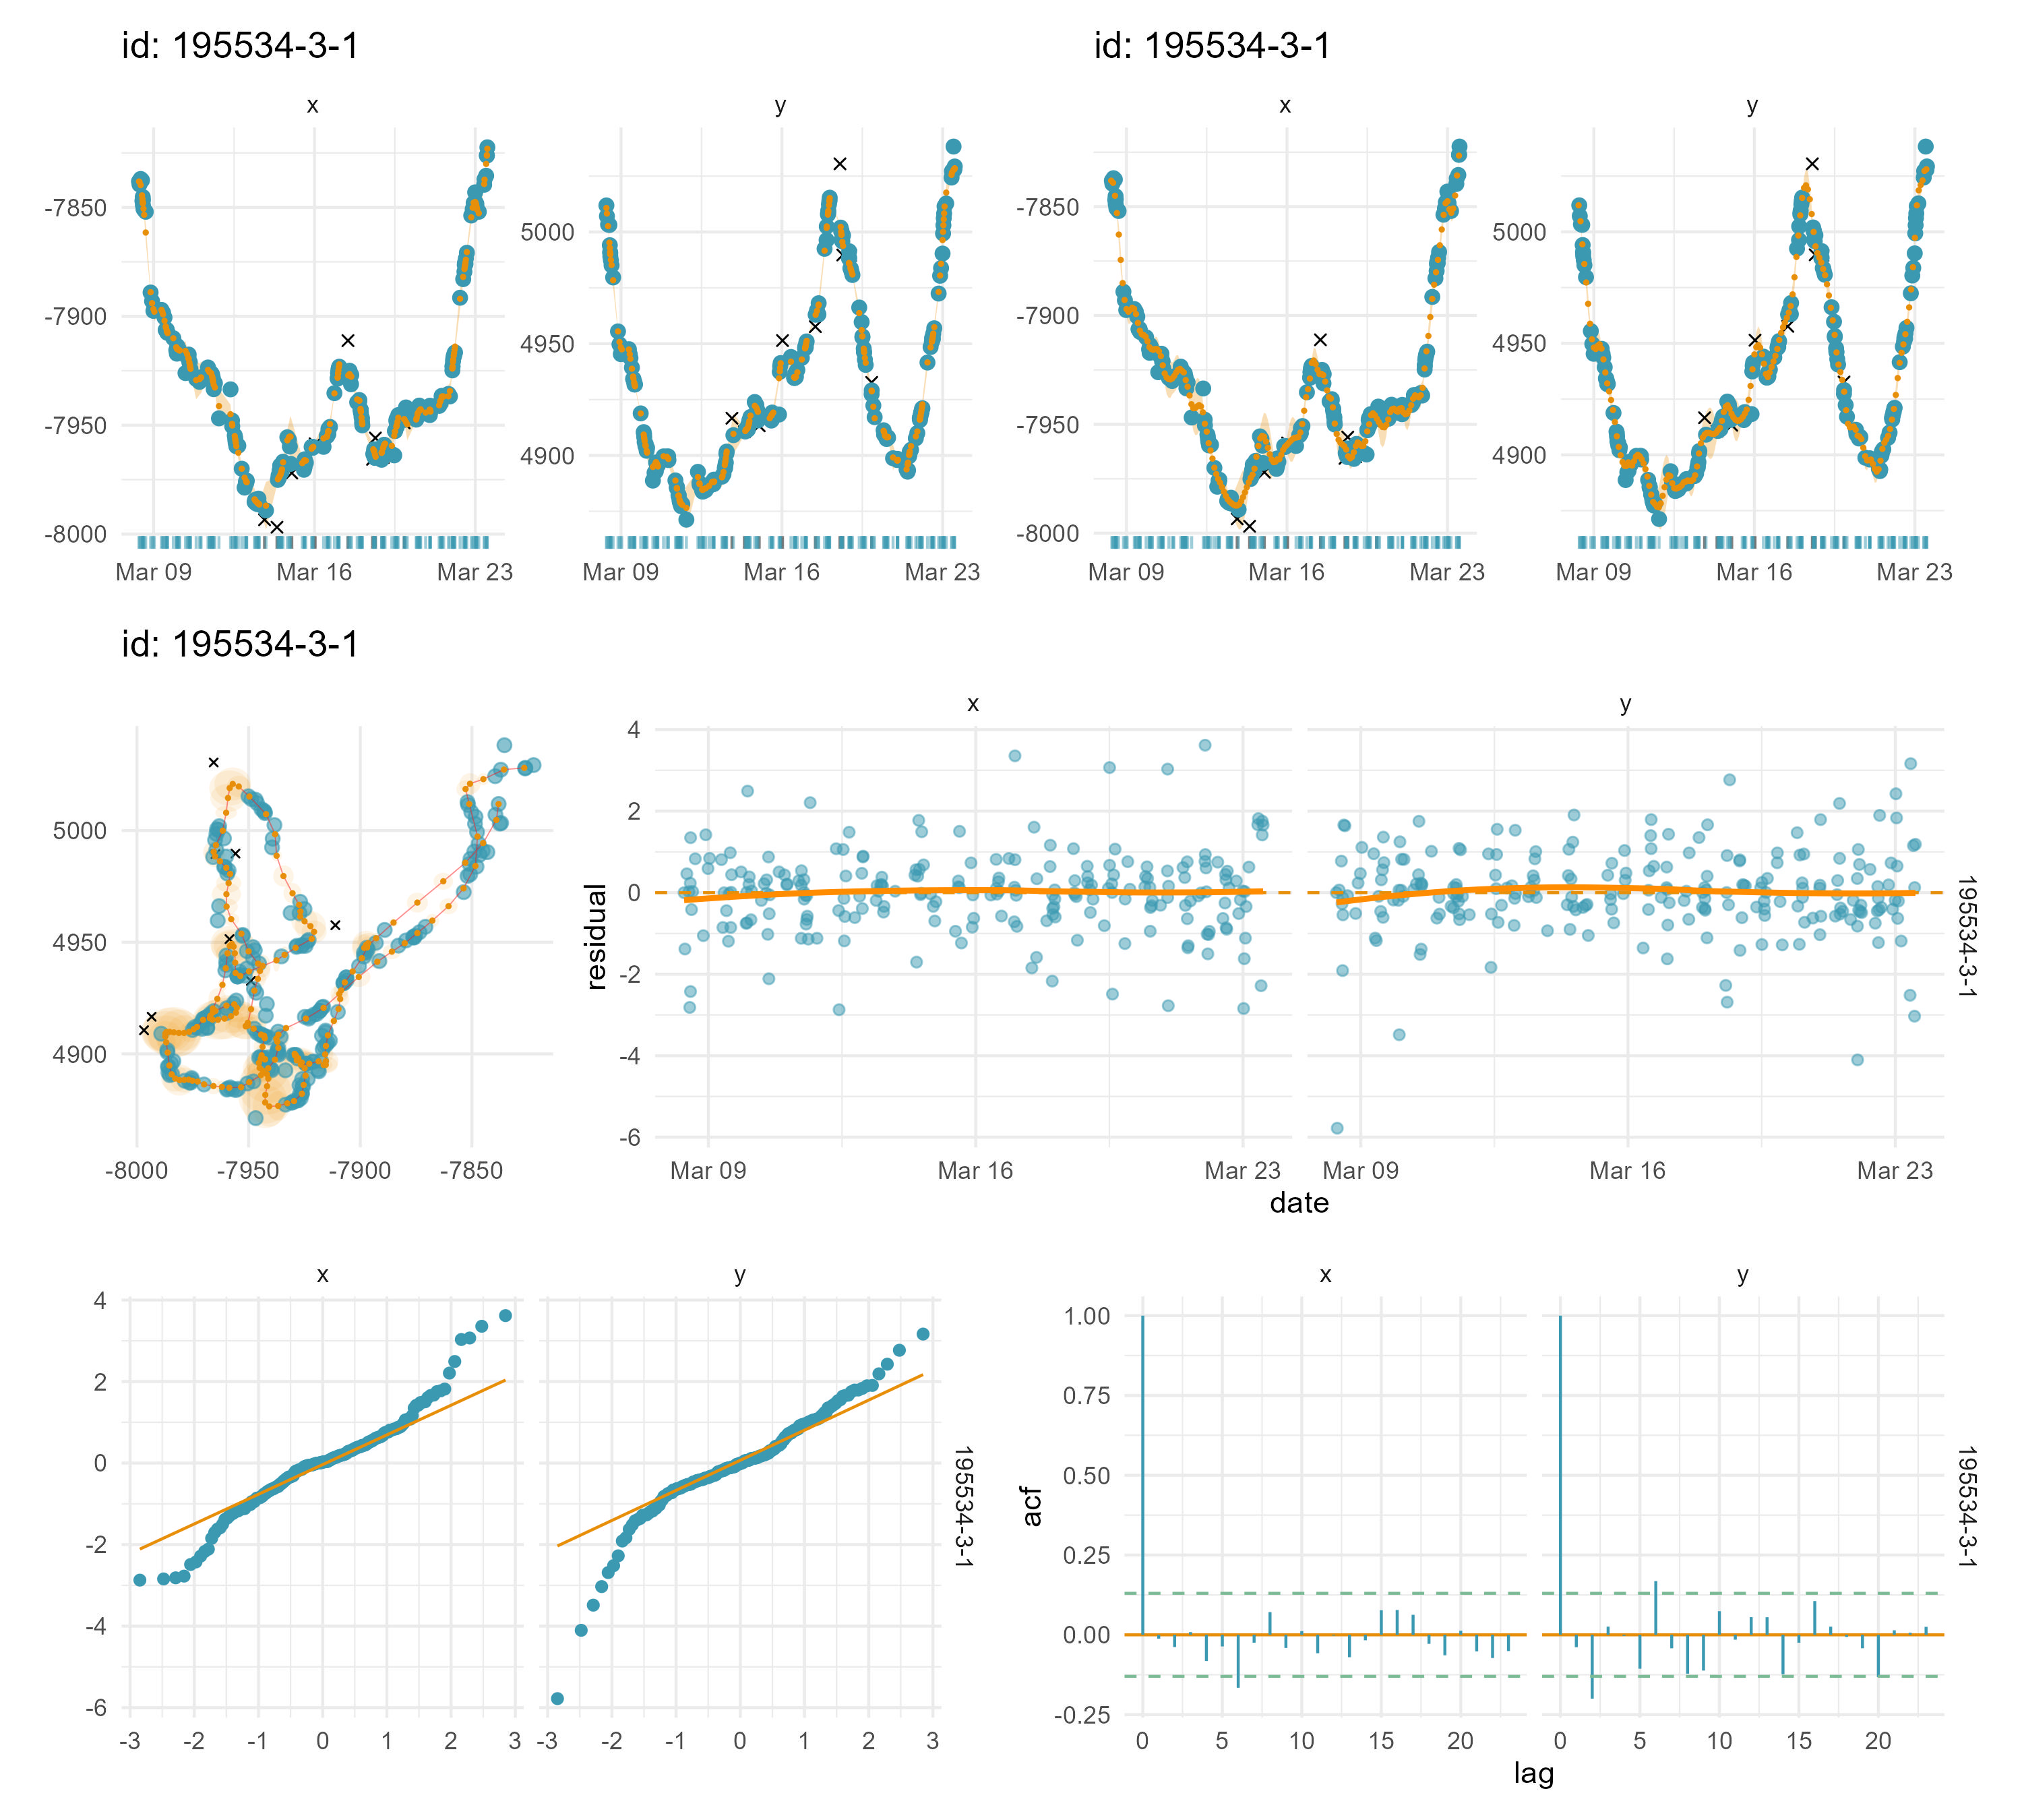 id: 195534-3-1
id: 195534-3-1
x
y
x
y
-7850
-7900
-7950
-8000
5000
4950
4900
-7850
-7900
-7950
-8000
5000
4950
4900
Mar 09
Mar 16
Mar 23
Mar 09
Mar 16
Mar 23
Mar 09
Mar 16
Mar 23
Mar 09
Mar 16
Mar 23
id: 195534-3-1
5000
4950
4900
-8000
-7950
-7900
-7850
x
y
residual
4
2
0
-2
-4
-6
Mar 09
Mar 16
Mar 23
Mar 09
Mar 16
Mar 23
date
195534-3-1
x
y
4
2
0
-2
-4
-6
-3
-2
-1
0
1
2
3
-3
-2
-1
0
1
2
3
195534-3-1
x
y
acf
1.00
0.75
0.50
0.25
0.00
-0.25
0
5
10
15
20
0
5
10
15
20
lag
195534-3-1